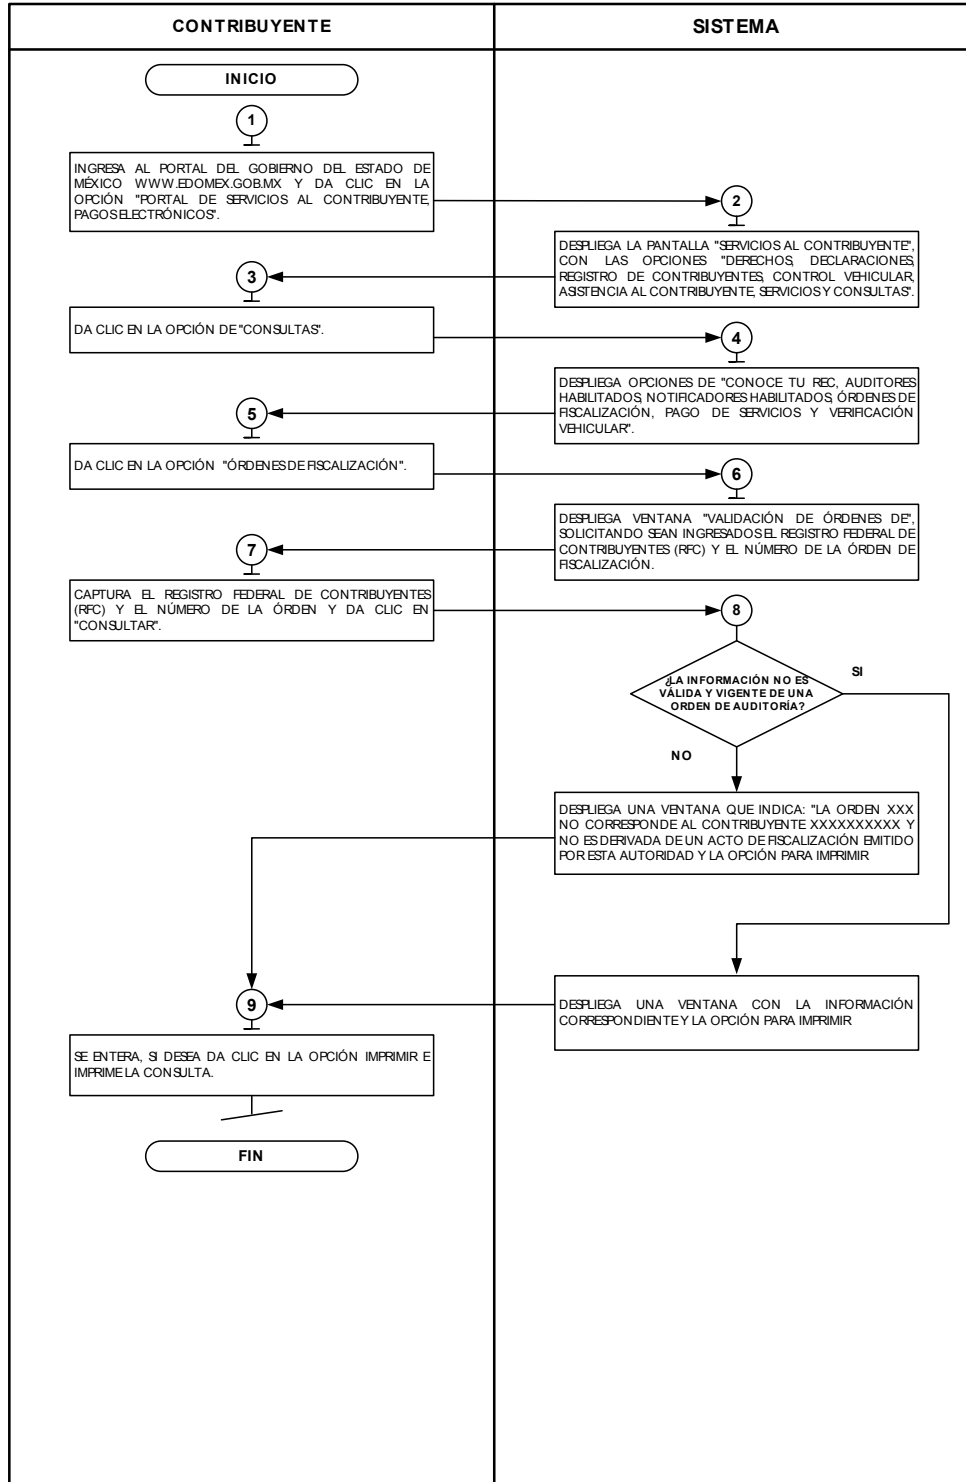 CONTRIBUYENTE
SISTEMA
INICIO
1
INGRESA AL PORTAL DEL GOBIERNO DEL ESTADO DE
MÉXICO WWW.EDOMEX.GOB.MX Y DA CLIC EN LA
OPCIÓN "PORTAL DE SERVICIOS AL CONTRIBUYENTE,
PAGOS ELECTRÓNICOS".
2
DESPLIEGA LA PANTALLA "SERVICIOS AL CONTRIBUYENTE",
CON LAS OPCIONES "DERECHOS, DECLARACIONES,
REGISTRO DE CONTRIBUYENTES, CONTROL VEHICULAR,
ASISTENCIA AL CONTRIBUYENTE, SERVICIOS Y CONSULTAS".
3
DA CLIC EN LA OPCIÓN DE "CONSULTAS".
4
DESPLIEGA OPCIONES DE "CONOCE TU REC, AUDITORES
HABILITADOS, NOTIFICADORES HABILITADOS, ÓRDENES DE
FISCALIZACIÓN, PAGO DE SERVICIOS Y VERIFICACIÓN
VEHICULAR".
5
DA CLIC EN LA OPCIÓN "ÓRDENES DE FISCALIZACIÓN".
6
DESPLIEGA VENTANA "VALIDACIÓN DE ÓRDENES DE",
SOLICITANDO SEAN INGRESADOS EL REGISTRO FEDERAL DE
CONTRIBUYENTES (RFC) Y EL NÚMERO DE LA ÓRDEN DE
FISCALIZACIÓN.
7
CAPTURA EL REGISTRO FEDERAL DE CONTRIBUYENTES
(RFC) Y EL NÚMERO DE LA ÓRDEN Y DA CLIC EN
"CONSULTAR".
8
¿LA INFORMACIÓN NO ES
VÁLIDA Y VIGENTE DE UNA
ORDEN DE AUDITORÍA?
SI
NO
DESPLIEGA UNA VENTANA QUE INDICA: "LA ORDEN XXX
NO CORRESPONDE AL CONTRIBUYENTE XXXXXXXXXX Y
NO ES DERIVADA DE UN ACTO DE FISCALIZACIÓN EMITIDO
POR ESTA AUTORIDAD Y LA OPCIÓN PARA IMPRIMIR
DESPLIEGA UNA VENTANA CON LA INFORMACIÓN
CORRESPONDIENTE Y LA OPCIÓN PARA IMPRIMIR
9
SE ENTERA, SI DESEA DA CLIC EN LA OPCIÓN IMPRIMIR E
IMPRIME LA CONSULTA.
FIN